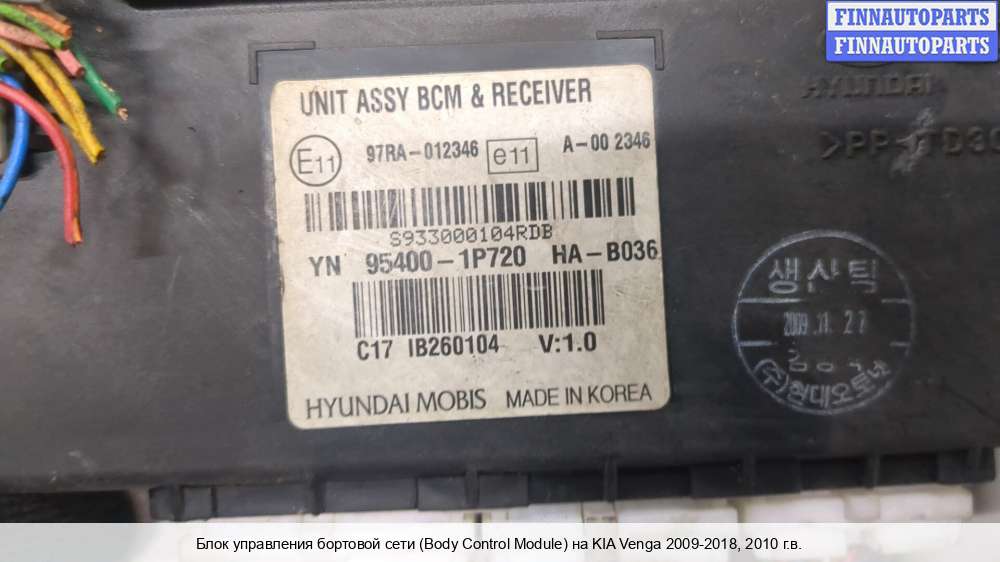 FINNAUTOPARTS
FINNAUTOPARTS
HYUNDAI
UNIT ASSY BCM & RECEIVER
E11 97RA-012346 e11 A-00 2346
S933000104RDB
YN 95400-1P720 HA-B036
C17 IB260104 V:1.0
HYUNDAI MOBIS MADE IN KOREA
생산틱
2009.11.27
Блок управления бортовой сети (Body Control Module) на KIA Venga 2009-2018, 2010 г.в.